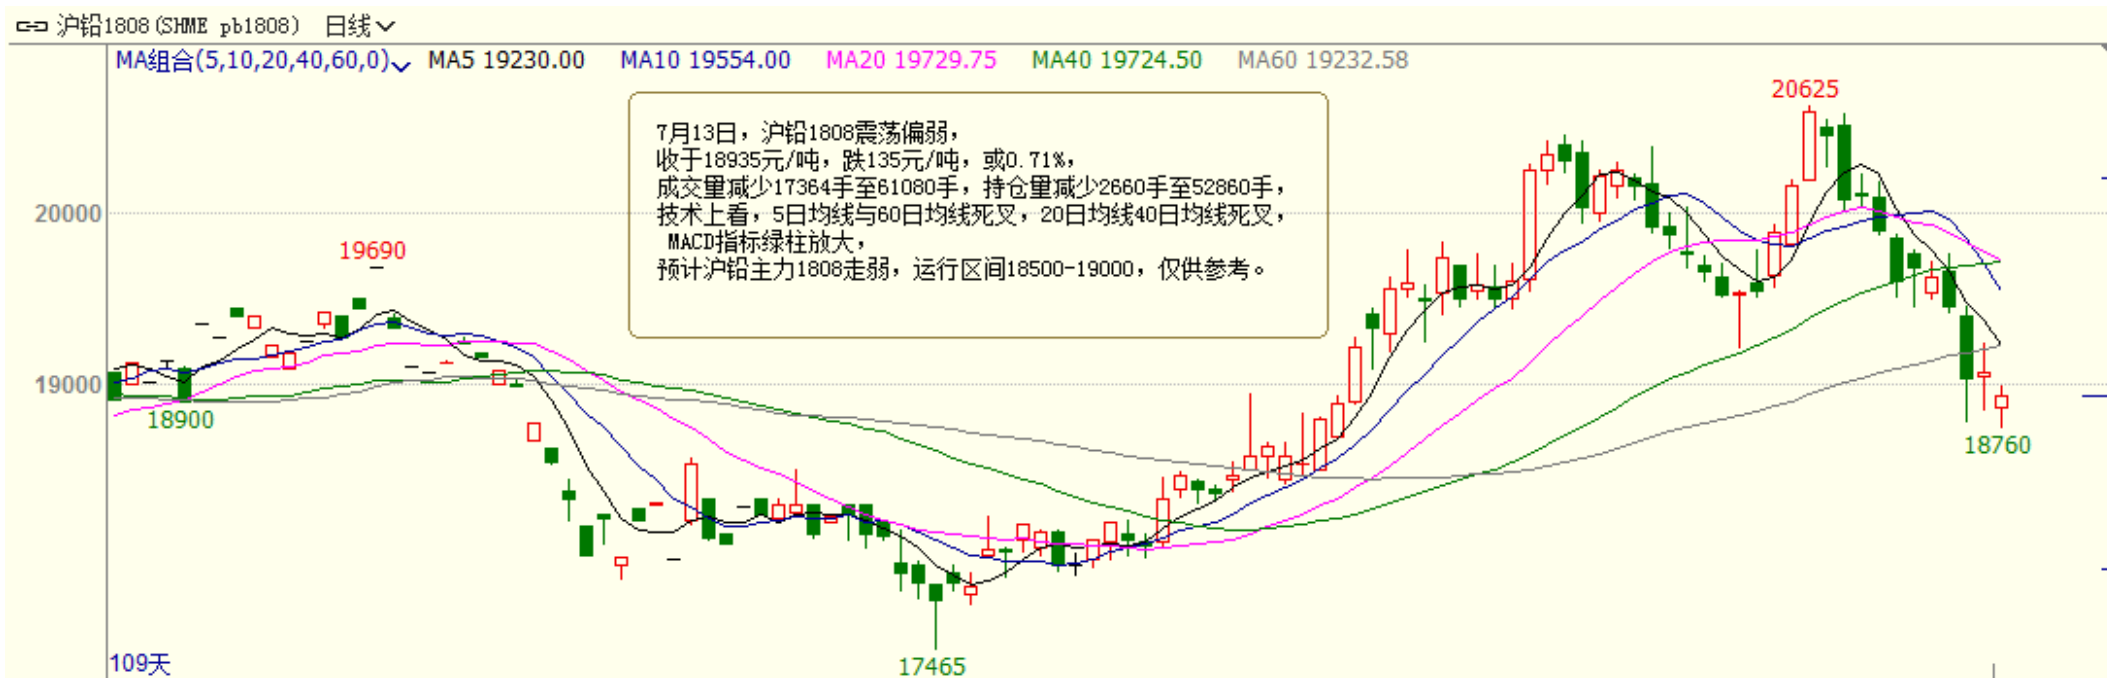 沪铅1808(SHME pb1808) 日线
MA组合(5,10,20,40,60,0) MA5 19230.00 MA10 19554.00 MA20 19729.75 MA40 19724.50 MA60 19232.58
20625
7月13日，沪铅1808震荡偏弱，
收于18935元/吨，跌135元/吨，或0.71%，
成交量减少17364手至61080手，持仓量减少2660手至52860手，
技术上看，5日均线与60日均线死叉，20日均线40日均线死叉，
MACD指标绿柱放大，
预计沪铅主力1808走弱，运行区间18500-19000，仅供参考。
20000
19690
19000
18900
18760
109天
17465